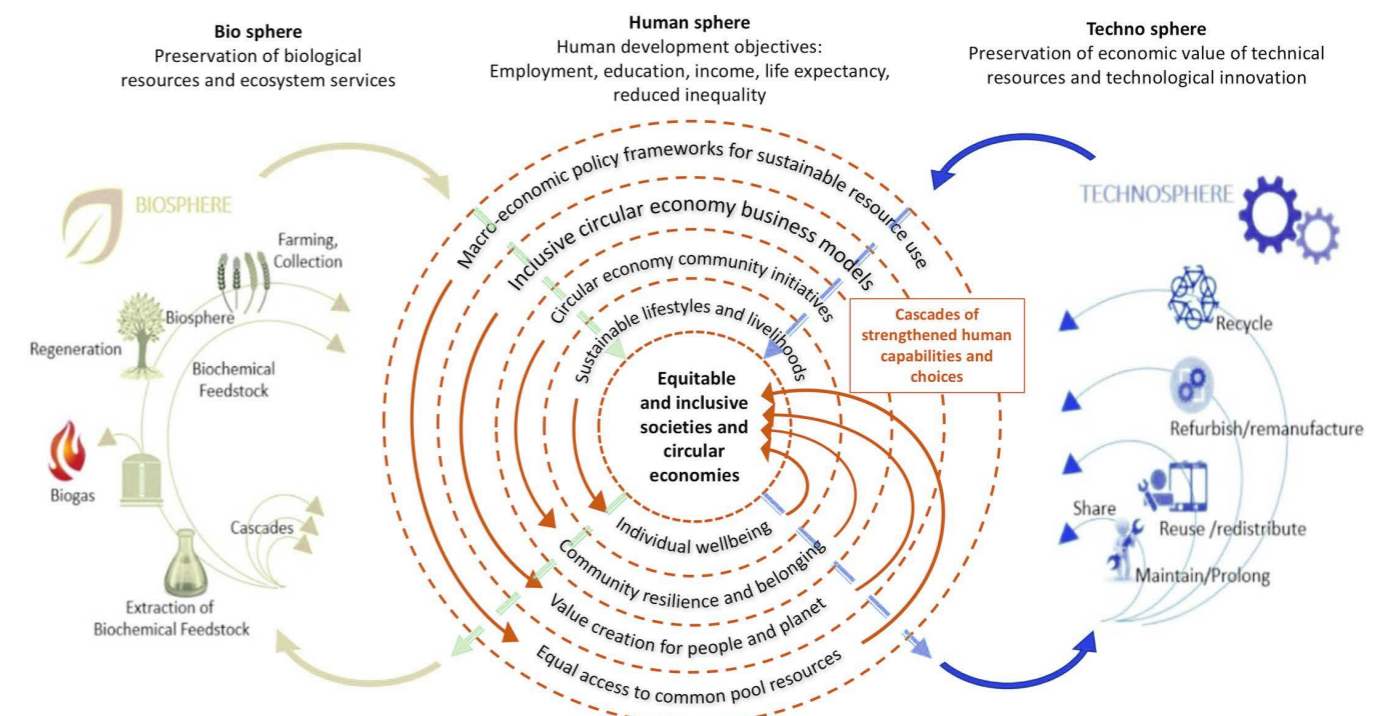 Bio sphere
Preservation of biological
resources and ecosystem services
Human sphere
Human development objectives:
Employment, education, income, life expectancy,
reduced inequality
Techno sphere
Preservation of economic value of technical
resources and technological innovation
BIOSPHERE
Farming,
Collection
Biosphere
Regeneration
Biochemical
Feedstock
Biogas
Cascades
Extraction of
Biochemical Feedstock
Macro-economic policy frameworks for sustainable resource use
Inclusive circular economy business models
Circular economy community initiatives
Sustainable lifestyles and livelihoods
Equitable
and inclusive
societies and
circular
economies
Individual wellbeing
Community resilience and belonging
Value creation for people and planet
Equal access to common pool resources
Cascades of
strengthened human
capabilities and
choices
TECHNOSPHERE
Recycle
Refurbish/remanufacture
Share
Reuse /redistribute
Maintain/Prolong